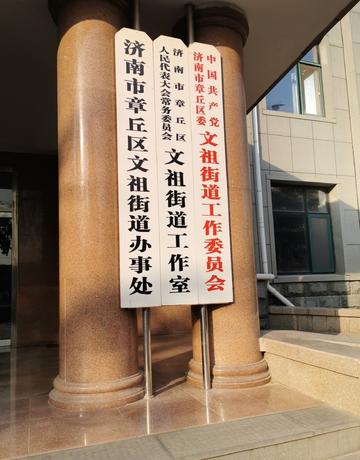 中国共产党
济南市章丘区委
文祖街道工作委员会
济南市章丘区
人民代表大会常务委员会
文祖街道工作室
济南市章丘区文祖街道办事处